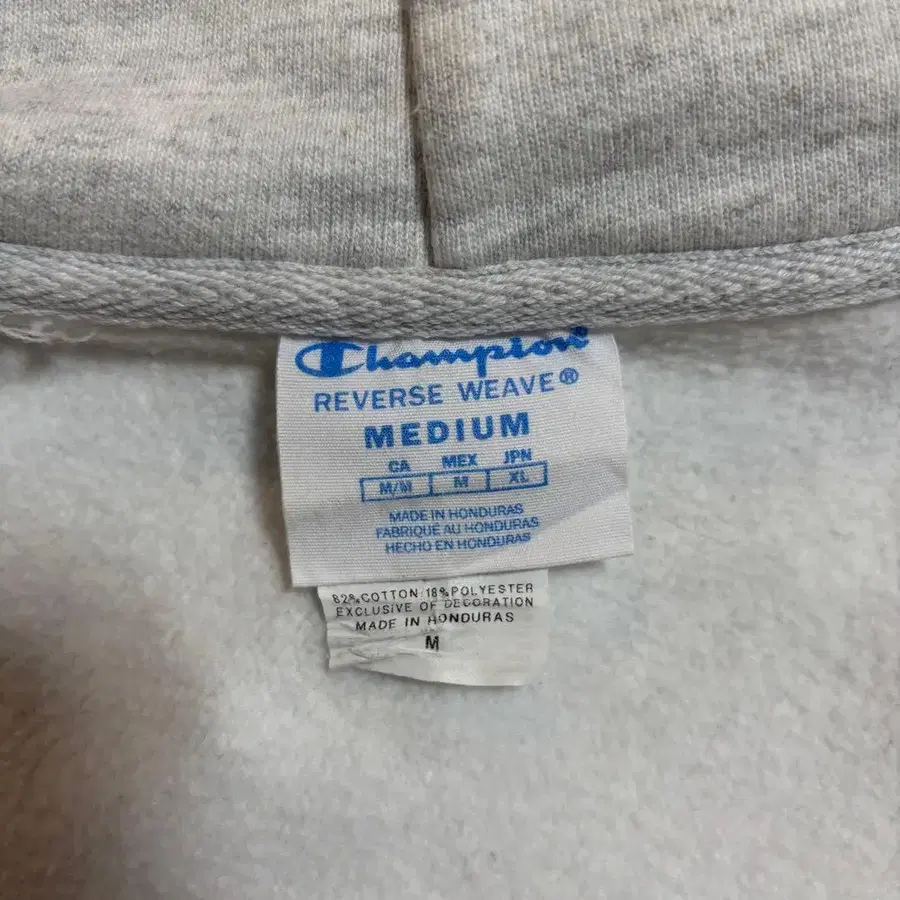 Champion®
REVERSE WEAVE®
MEDIUM
CA MEX JPN
M/M M XL
MADE IN HONDURAS
FABRIQUÉ AU HONDURAS
HECHO EN HONDURAS
82% COTTON/18% POLYESTER
EXCLUSIVE OF DECORATION
MADE IN HONDURAS
M